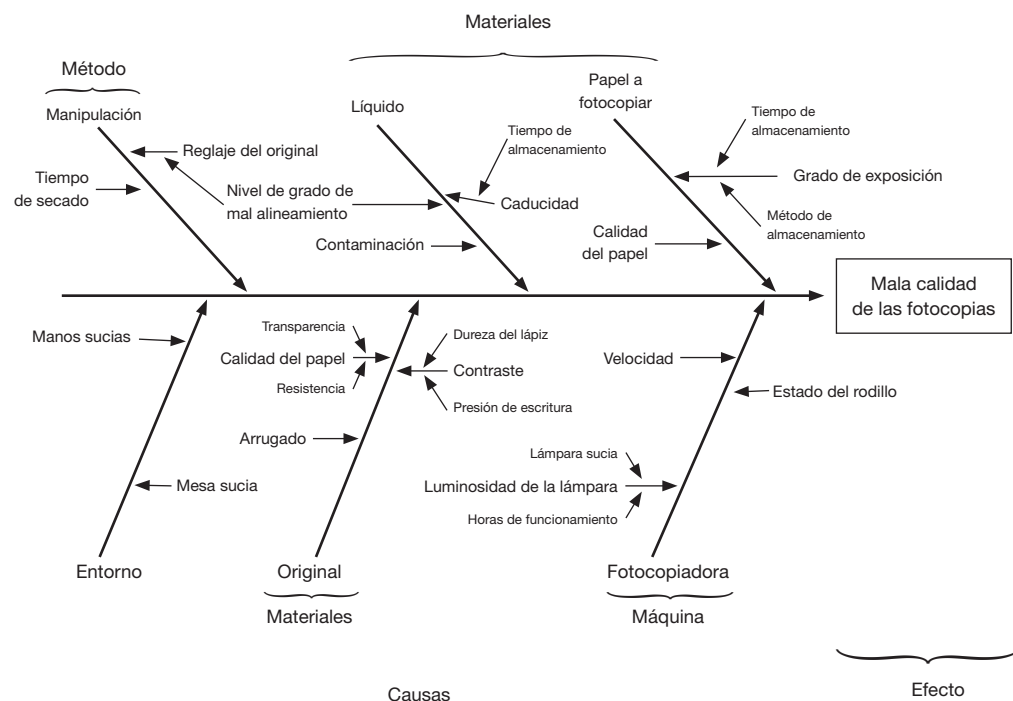 Materiales
Método
Manipulación
Líquido
Papel a
fotocopiar
Tiempo de
almacenamiento
Tiempo de
almacenamiento
Reglaje del original
Tiempo
de secado
Nivel de grado de
mal alineamiento
Caducidad
Grado de exposición
Contaminación
Calidad
del papel
Método de
almacenamiento
Mala calidad
de las fotocopias
Manos sucias
Transparencia
Calidad del papel
Resistencia
Dureza del lápiz
Contraste
Presión de escritura
Velocidad
Estado del rodillo
Arrugado
Mesa sucia
Lámpara sucia
Luminosidad de la lámpara
Horas de funcionamiento
Entorno
Original
Fotocopiadora
Materiales
Máquina
Causas
Efecto